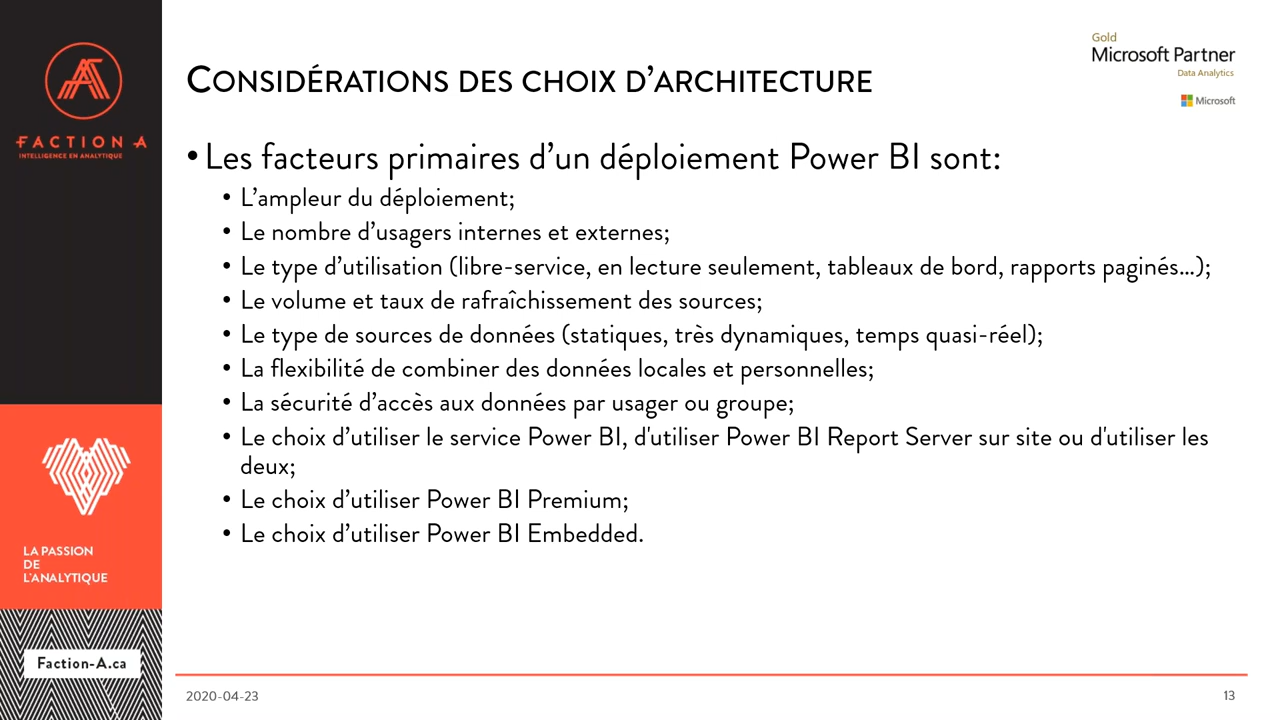 Gold
Microsoft Partner
Data Analytics
Microsoft
FACTION A
INTELLIGENCE EN ANALYTIQUE
CONSIDÉRATIONS DES CHOIX D’ARCHITECTURE
• Les facteurs primaires d’un déploiement Power BI sont:
• L’ampleur du déploiement;
• Le nombre d’usagers internes et externes;
• Le type d’utilisation (libre-service, en lecture seulement, tableaux de bord, rapports paginés…);
• Le volume et taux de rafraîchissement des sources;
• Le type de sources de données (statiques, très dynamiques, temps quasi-réel);
• La flexibilité de combiner des données locales et personnelles;
• La sécurité d’accès aux données par usager ou groupe;
• Le choix d’utiliser le service Power BI, d'utiliser Power BI Report Server sur site ou d'utiliser les
deux;
• Le choix d’utiliser Power BI Premium;
• Le choix d’utiliser Power BI Embedded.
LA PASSION
DE
L’ANALYTIQUE
Faction-A.ca
2020-04-23
13